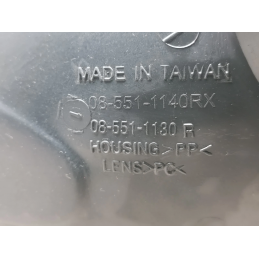 MADE IN TAIWAN
08-551-1140RX
08-551-1130 R
HOUSING>PP<
LENS>PC<